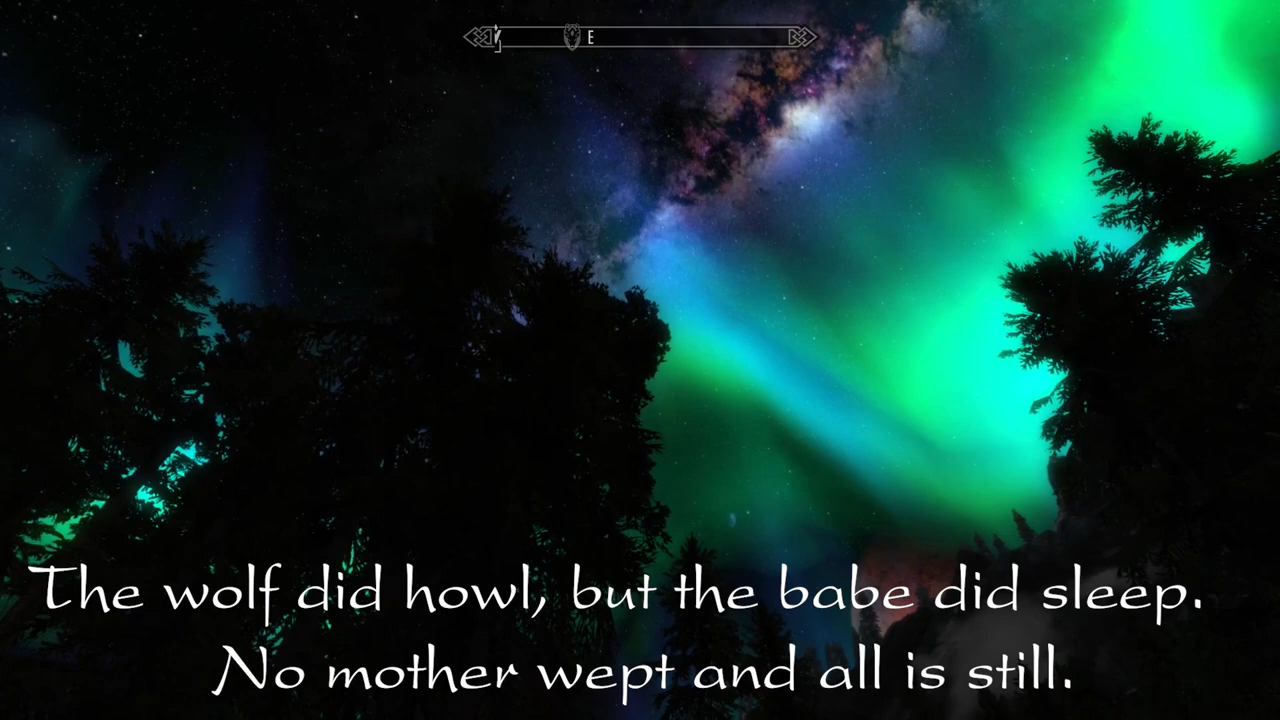 E
The wolf did howl, but the babe did sleep.
No mother wept and all is still.